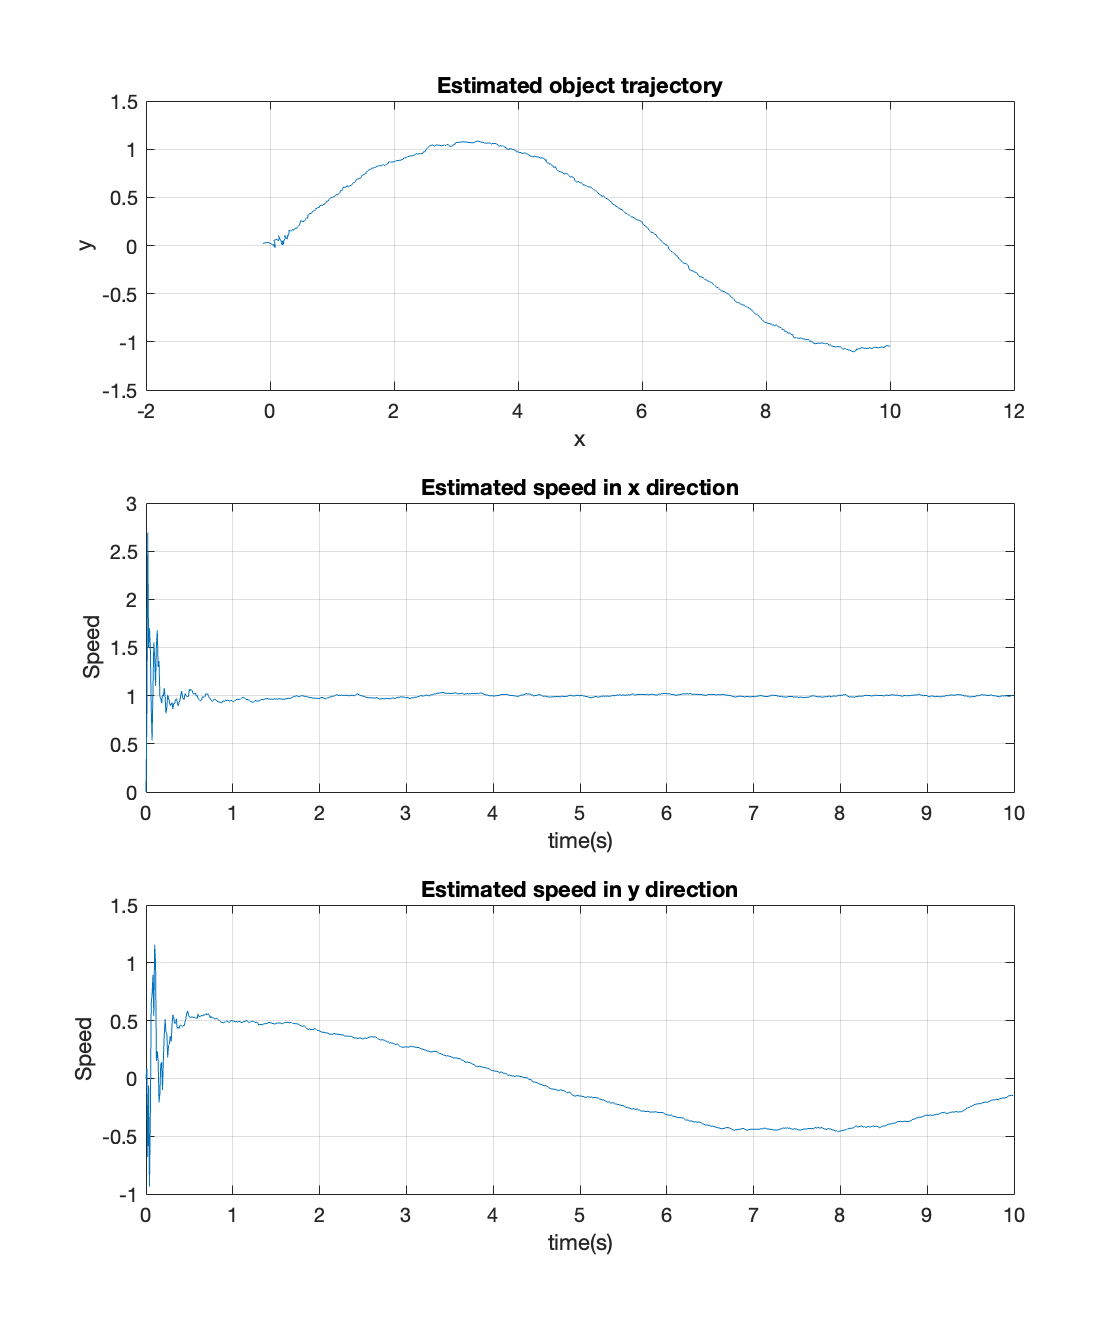 Estimated object trajectory
1.5
1
0.5
0
-0.5
-1
-1.5
y
-2 0 2 4 6 8 10 12
x
Estimated speed in x direction
3
2.5
2
1.5
1
0.5
0
Speed
0 1 2 3 4 5 6 7 8 9 10
time(s)
Estimated speed in y direction
1.5
1
0.5
0
-0.5
-1
Speed
0 1 2 3 4 5 6 7 8 9 10
time(s)